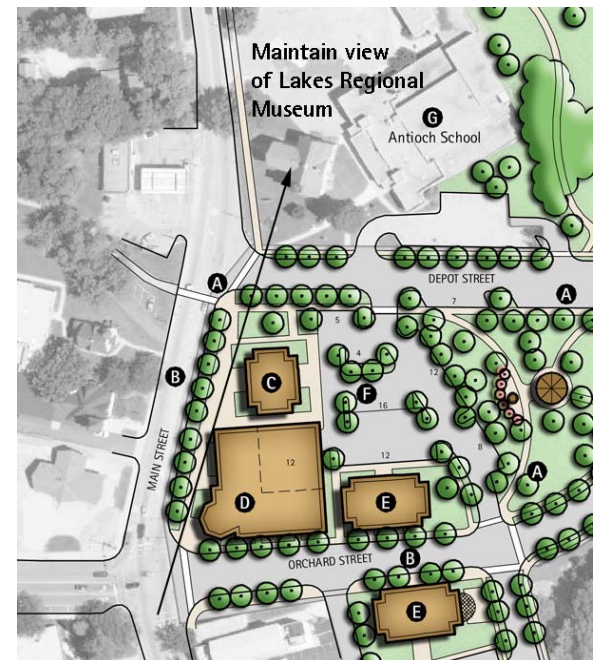 Maintain view
of Lakes Regional
Museum
G
Antioch School
DEPOT STREET
A
A
7
5
4
12
B
C
F
16
MAIN STREET
12
12
8
A
D
E
ORCHARD STREET
B
E